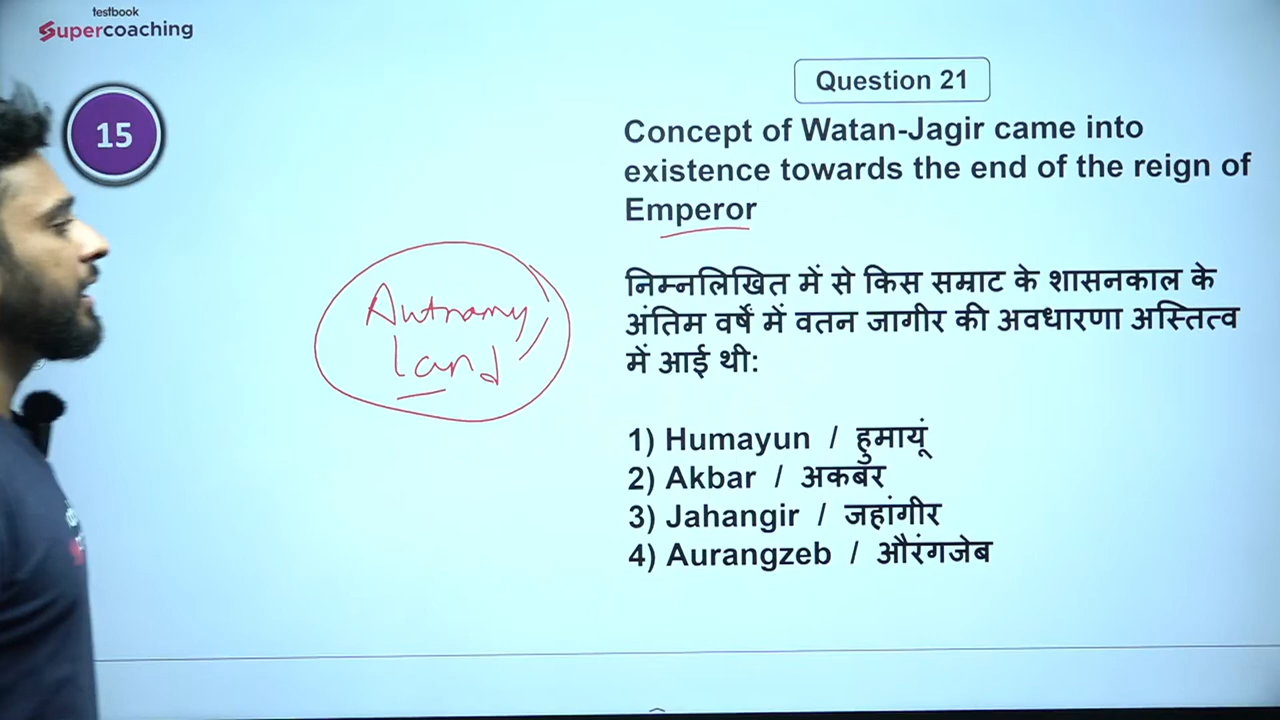 testbook
Supercoaching
15
Question 21
Concept of Watan-Jagir came into
existence towards the end of the reign of
Emperor
निम्नलिखित में से किस सम्राट के शासनकाल के
अंतिम वर्षें में वतन जागीर की अवधारणा अस्तित्व
में आई थी:
Autnamy
land
1) Humayun / हुमायूं
2) Akbar / अकबर
3) Jahangir / जहांगीर
4) Aurangzeb / औरंगजेब